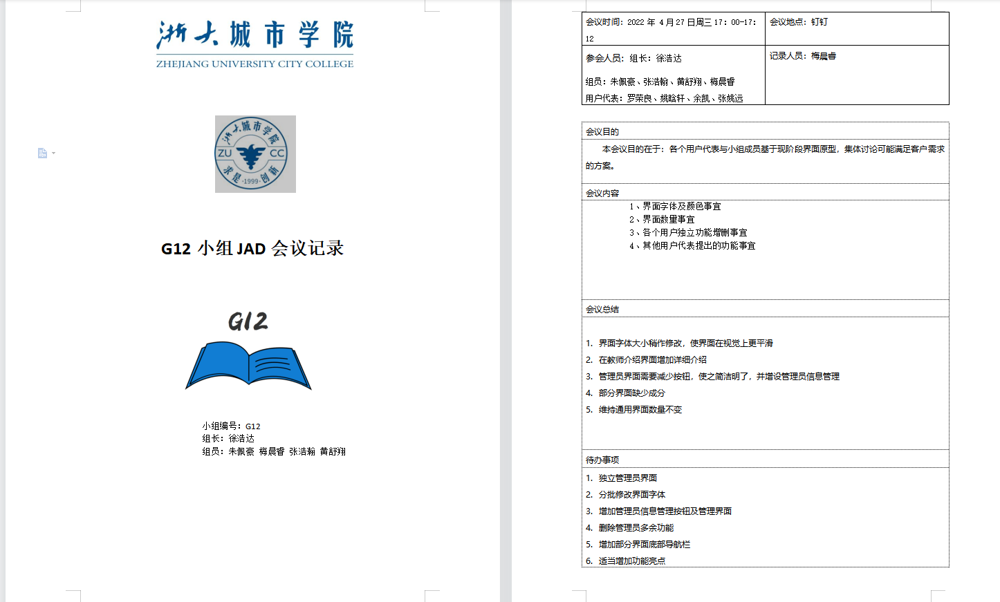 浙大城市学院
ZHEJIANG UNIVERSITY CITY COLLEGE
浙大城市学院
ZU CC
求是创新
·1999·
G12 小组 JAD 会议记录
G12
小组编号：G12
组长：徐浩达
组员：朱佩豪 梅晨睿 张洁翰 黄舒翔
会议时间：2022 年 4 月 27 日周三 17：00-17：
12
会议地点：钉钉
参会人员：组长：徐浩达
组员：朱佩豪、张洁翰、黄舒翔、梅晨睿
用户代表：罗荣良、姚晗轩、余凯、张姚远
记录人员：梅晨睿
会议目的
本会议目的在于：各个用户代表与小组成员基于现阶段界面原型，集体讨论可能满足客户需求
的方案。
会议内容
1、界面字体及颜色事宜
2、界面数量事宜
3、各个用户独立功能增删事宜
4、其他用户代表提出的功能事宜
会议总结
1. 界面字体大小稍作修改，使界面在视觉上更平滑
2. 在教师介绍界面增加详细介绍
3. 管理员界面需要减少按钮，使之简洁明了，并增设管理员信息管理
4. 部分界面缺少成分
5. 维持通用界面数量不变
待办事项
1. 独立管理员界面
2. 分批修改界面字体
3. 增加管理员信息管理按钮及管理界面
4. 删除管理员多余功能
5. 增加部分界面底部导航栏
6. 适当增加功能亮点